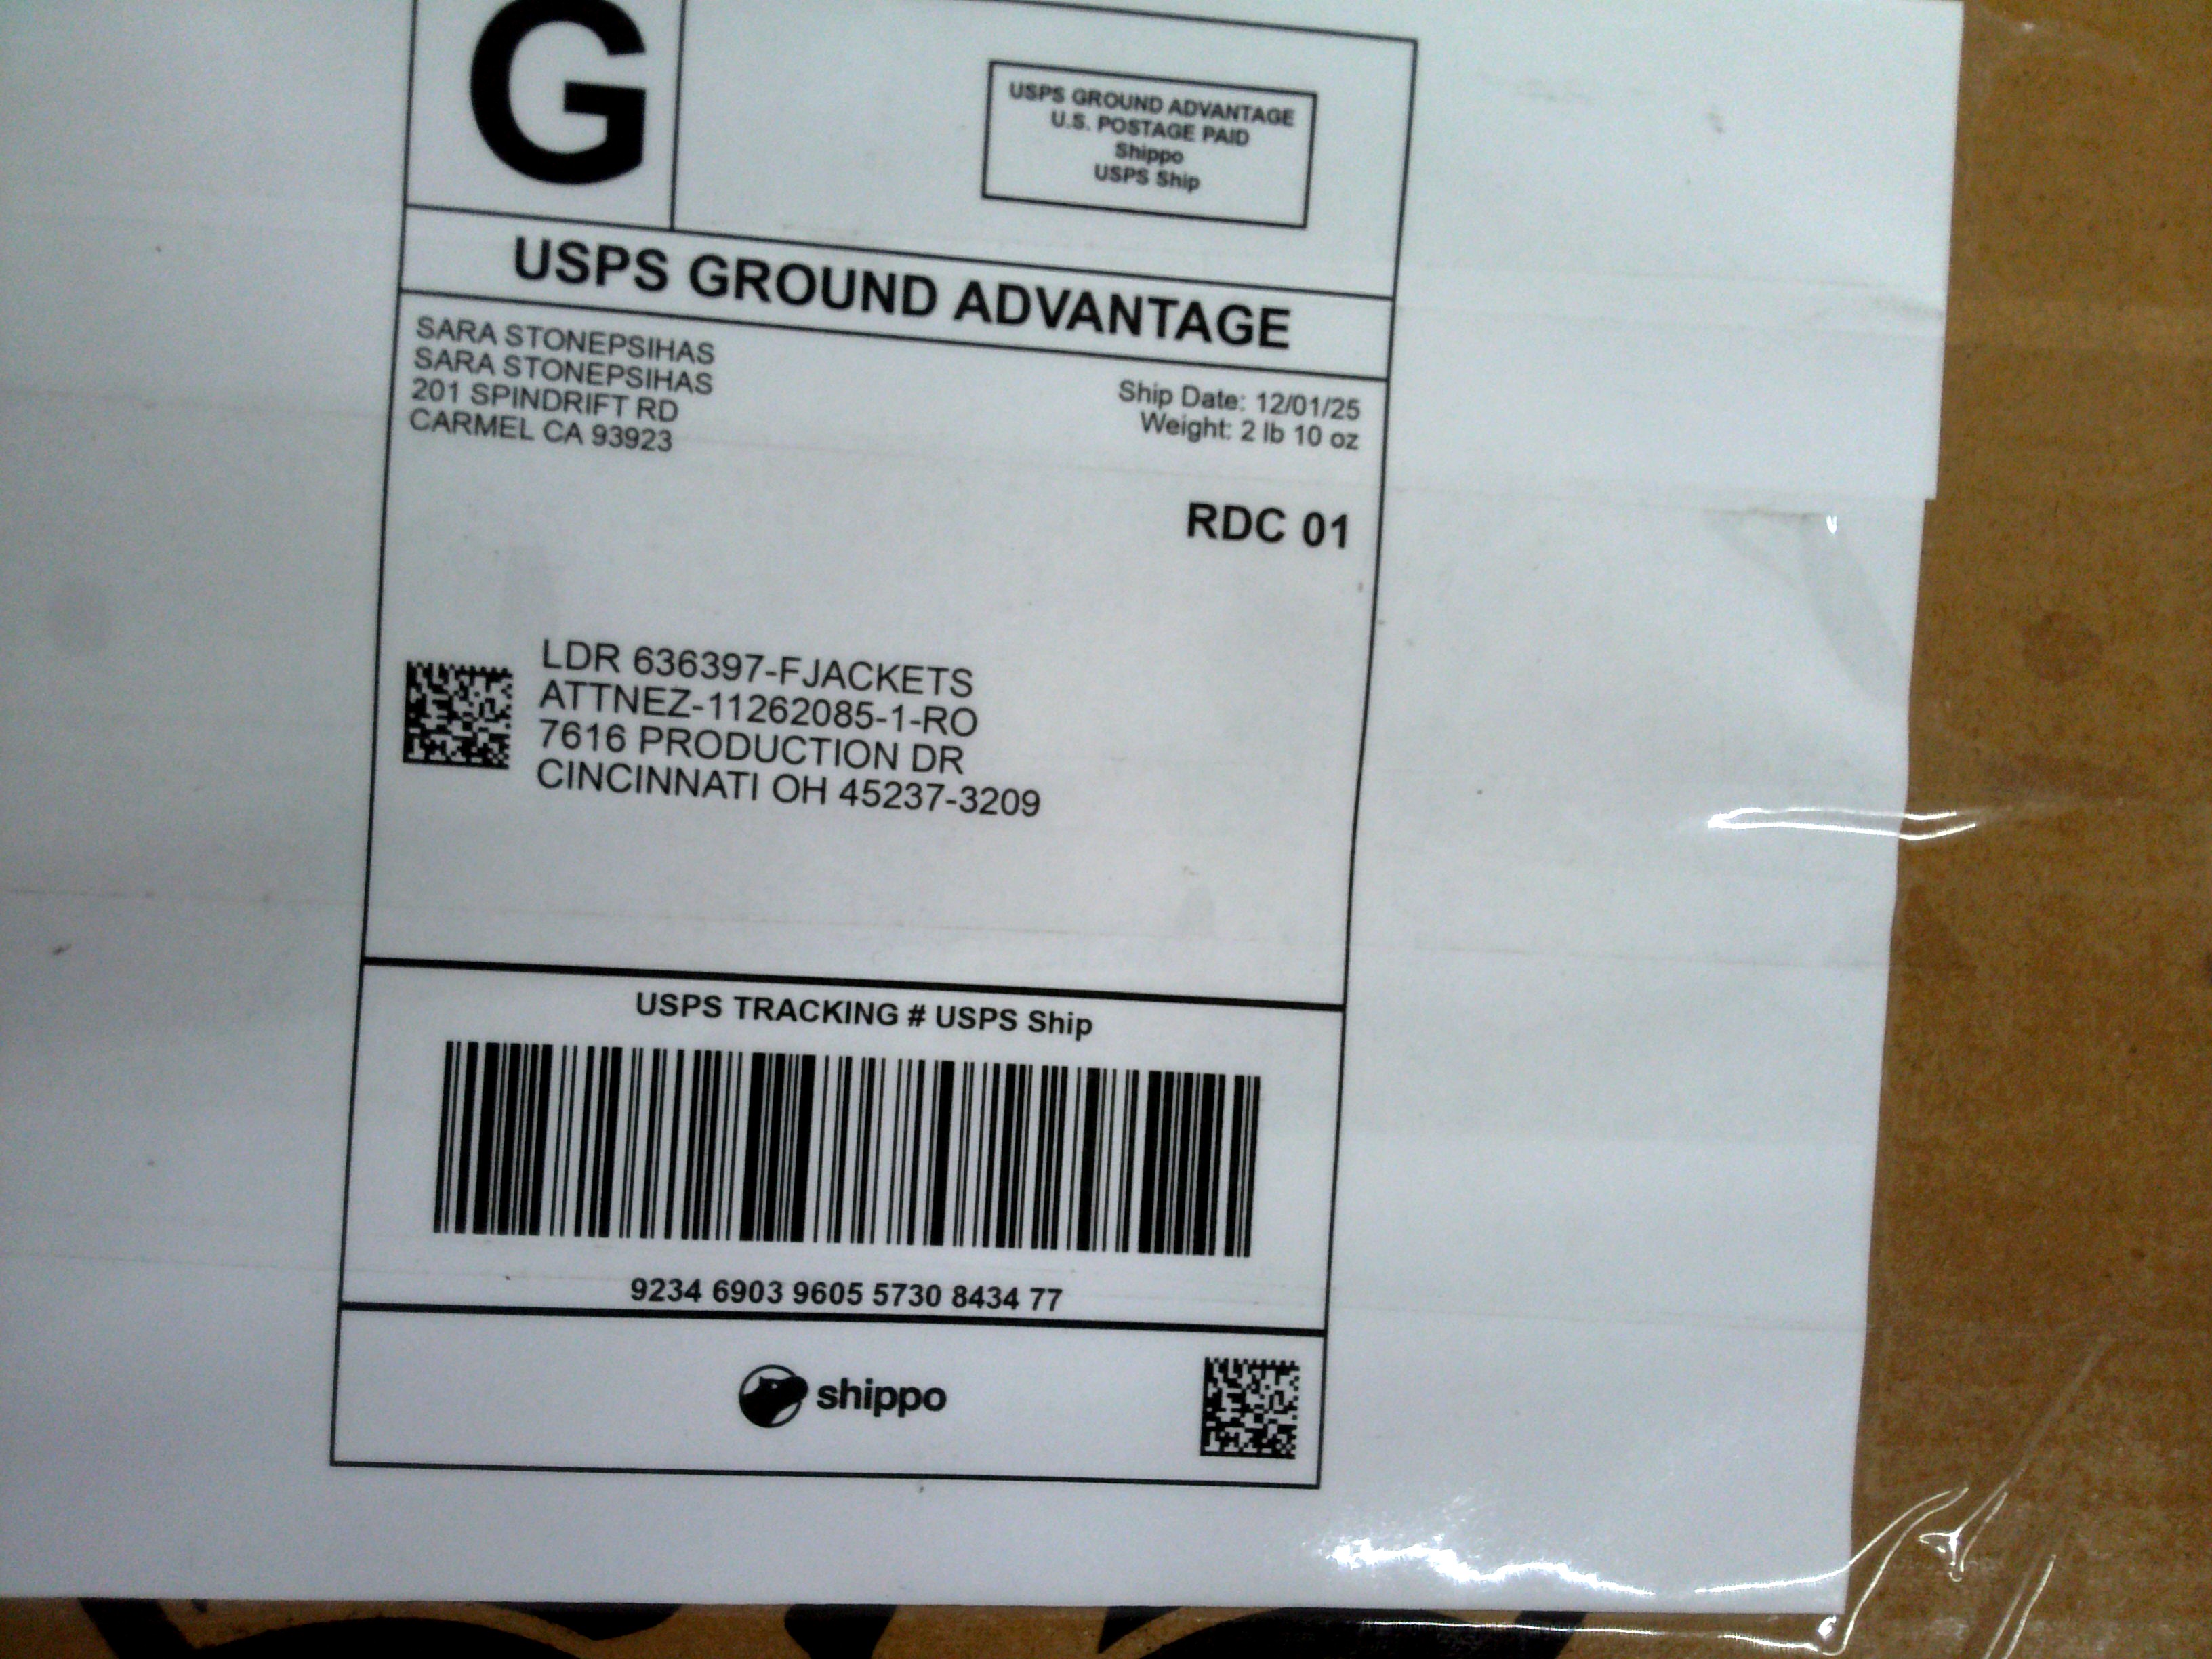 G
USPS GROUND ADVANTAGE
U.S. POSTAGE PAID
Shippo
USPS Ship
USPS GROUND ADVANTAGE
SARA STONEPSIHAS
SARA STONEPSIHAS
201 SPINDRIFT RD
CARMEL CA 93923
Ship Date: 12/01/25
Weight: 2 lb 10 oz
RDC 01
LDR 636397-FJACKETS
ATTNEZ-11262085-1-RO
7616 PRODUCTION DR
CINCINNATI OH 45237-3209
USPS TRACKING # USPS Ship
9234 6903 9605 5730 8434 77
shippo